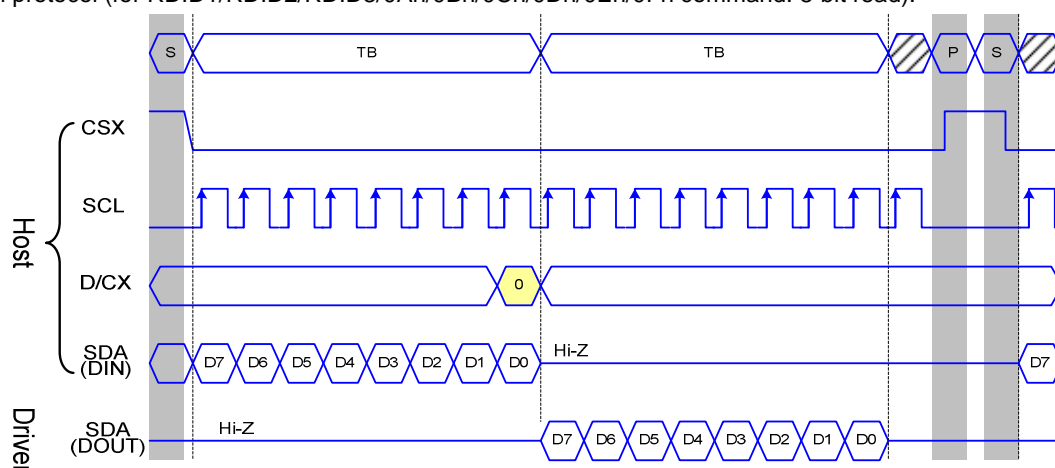 (for RDID1/RDID2/RDID3/0Ah/0Bh/0Ch/0Dh/0Eh/0Fh command: 8-bit read):
S TB TB P S
CSX
SCL
D/CX 0
SDA
(DIN) D7 D6 D5 D4 D3 D2 D1 D0 Hi-Z D7
SDA
(DOUT) Hi-Z D7 D6 D5 D4 D3 D2 D1 D0
Host
Driver